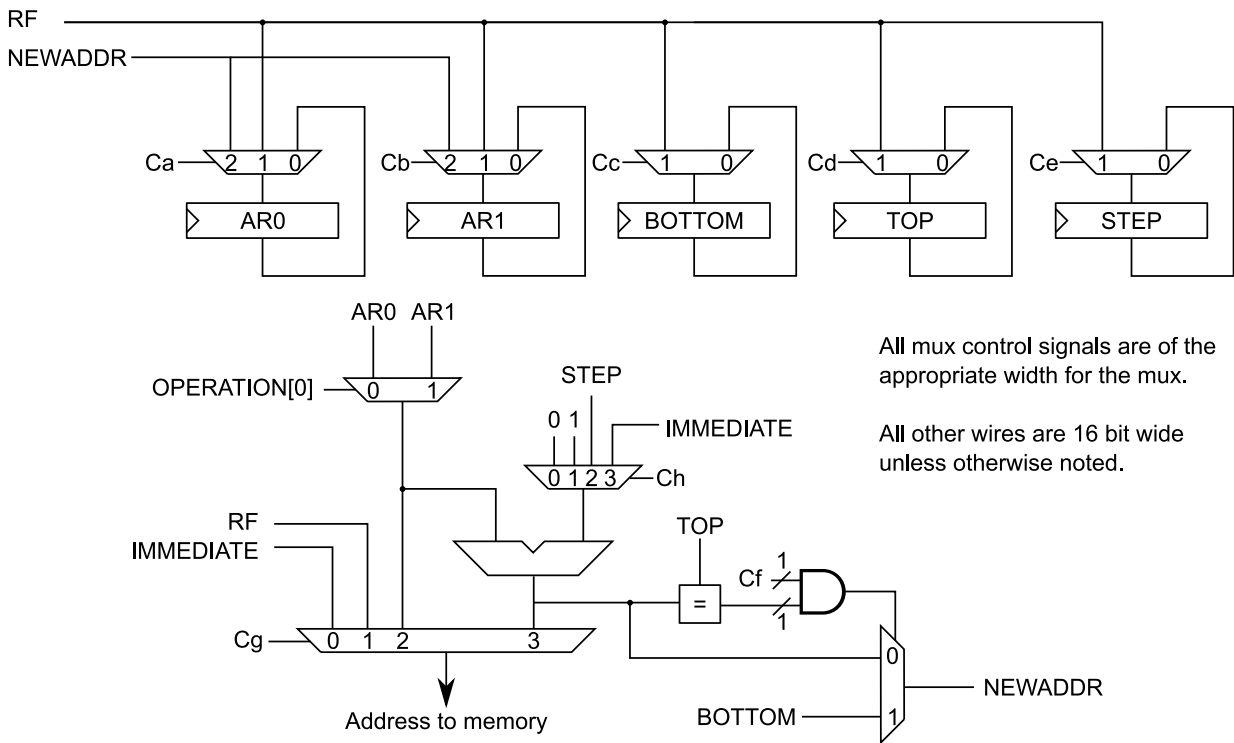 RF
NEWADDR
Ca
2 1 0
Cb
2 1 0
Cc
1 0
Cd
1 0
Ce
1 0
AR0
AR1
BOTTOM
TOP
STEP
AR0 AR1
OPERATION[0]
0 1
STEP
0 1
IMMEDIATE
0 1 2 3
Ch
All mux control signals are of the
appropriate width for the mux.
All other wires are 16 bit wide
unless otherwise noted.
RF
IMMEDIATE
TOP
Cf
1
=
1
Cg
0 1 2 3
0
NEWADDR
BOTTOM
1
Address to memory